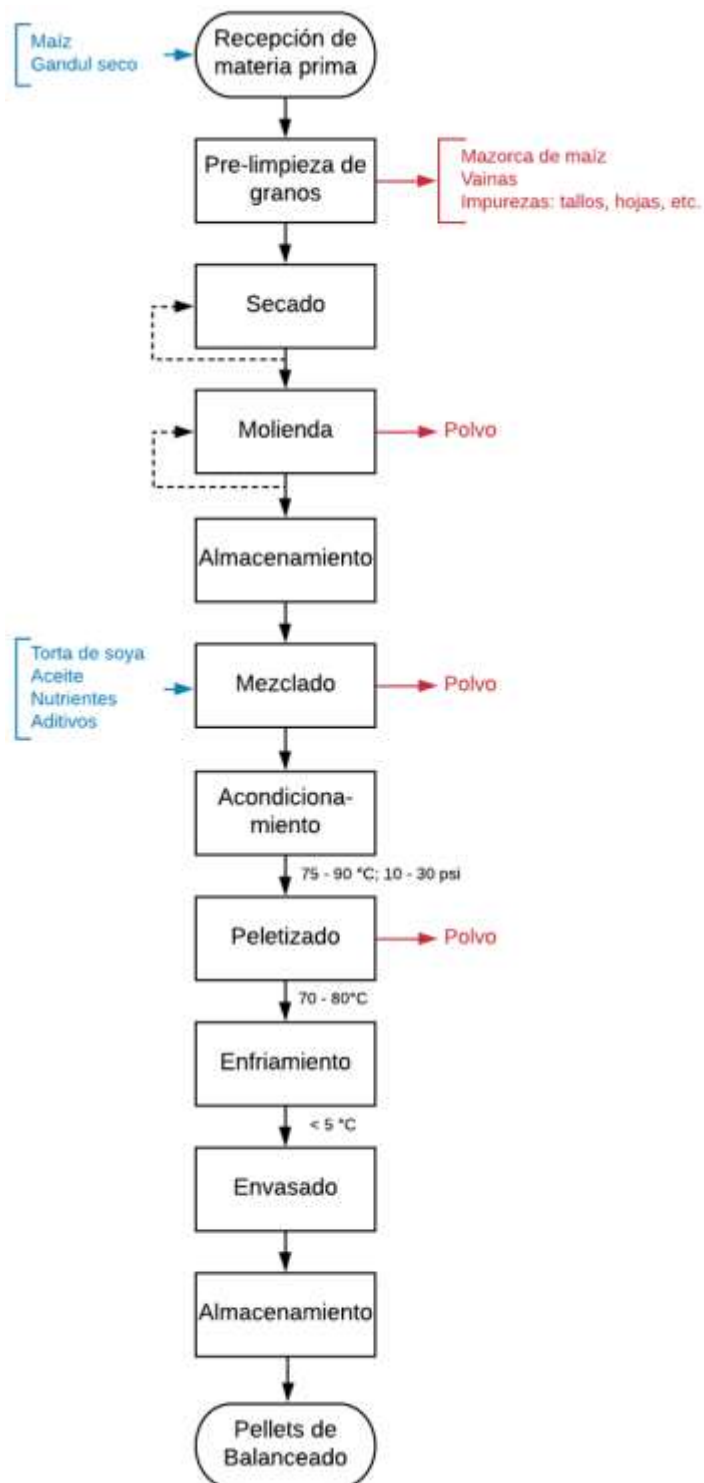 Maíz
Gandul seco
Recepción de
materia prima
Pre-limpieza de
granos
Mazorca de maíz
Vainas
Impurezas: tallos, hojas, etc.
Secado
Molienda
Polvo
Almacenamiento
Torta de soya
Aceite
Nutrientes
Aditivos
Mezclado
Polvo
Acondiciona-
miento
75 - 90 °C; 10 - 30 psi
Peletizado
Polvo
70 - 80°C
Enfriamiento
< 5 °C
Envasado
Almacenamiento
Pellets de
Balanceado